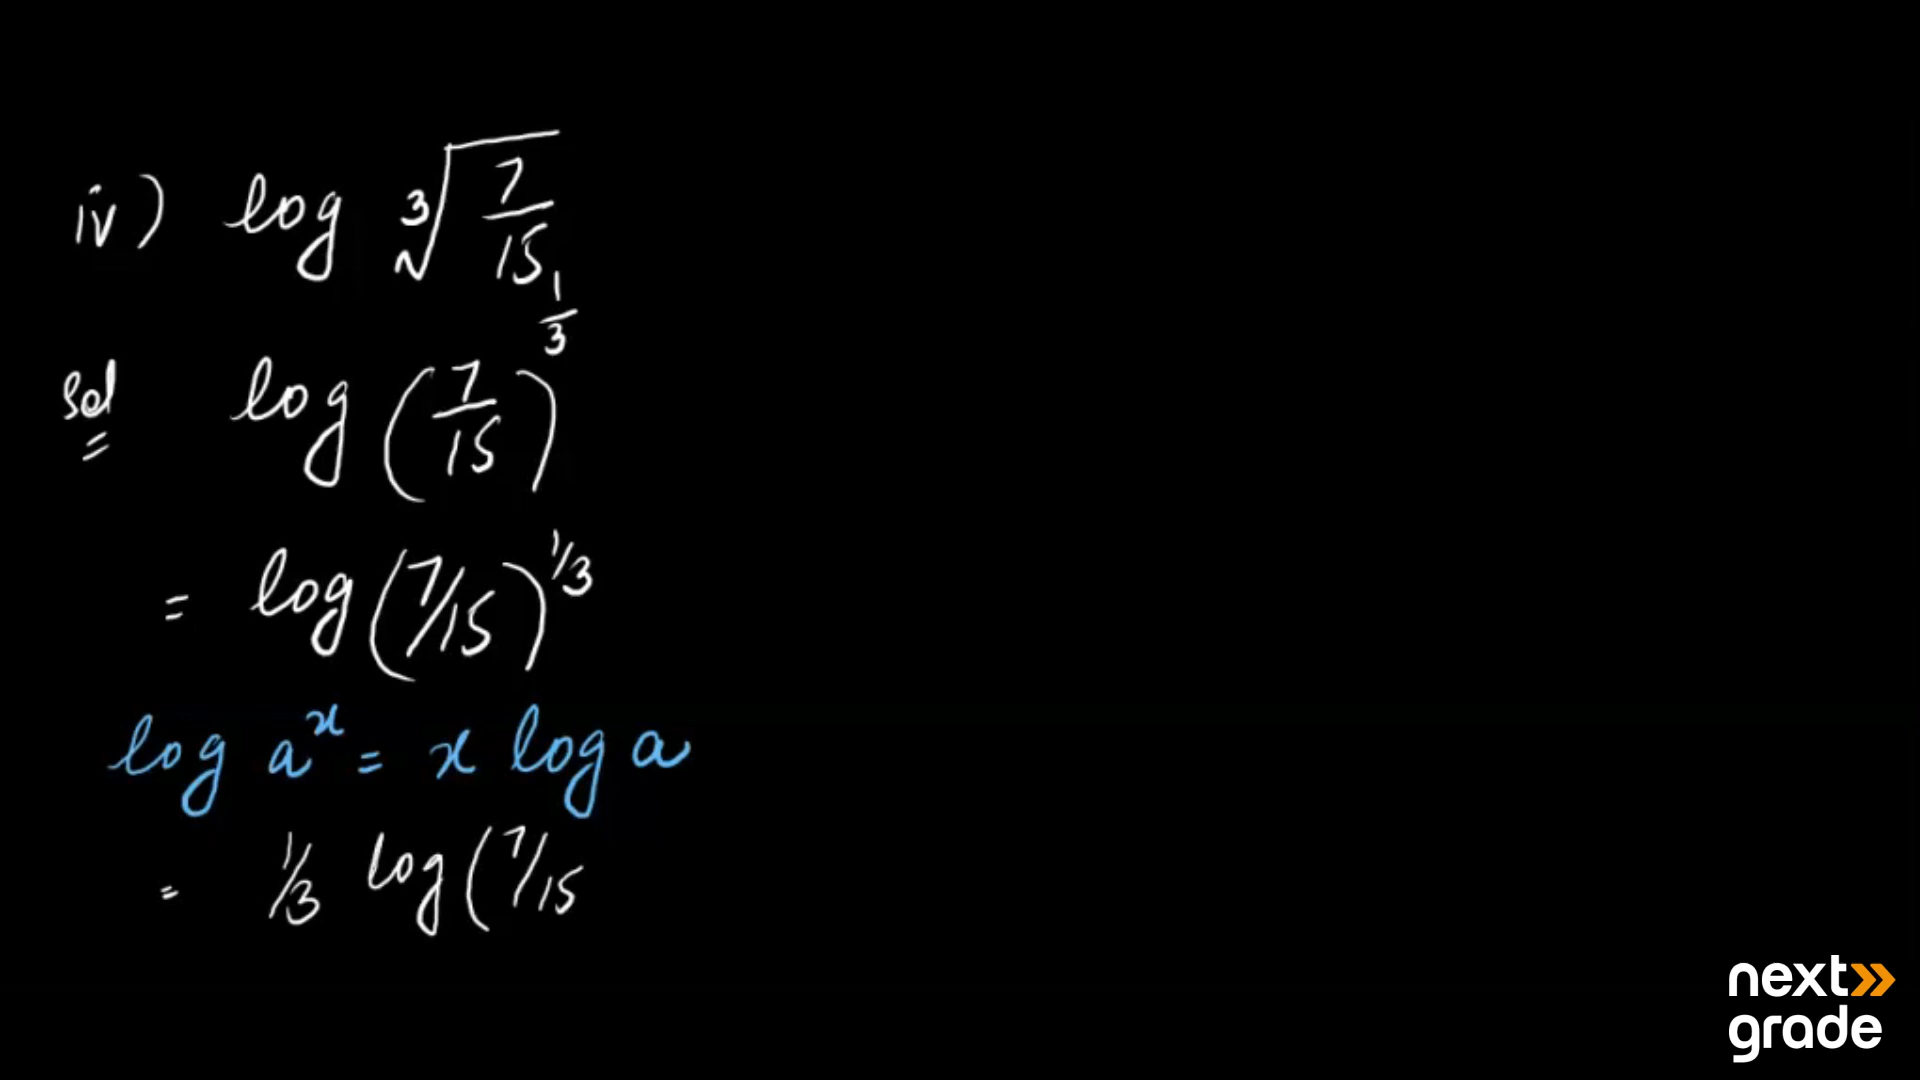 iv) log ∛(7/15)
Sol log (7/15)^(1/3)
= log (7/15)^(1/3)
log a^x = x log a
= 1/3 log (7/15
next
grade